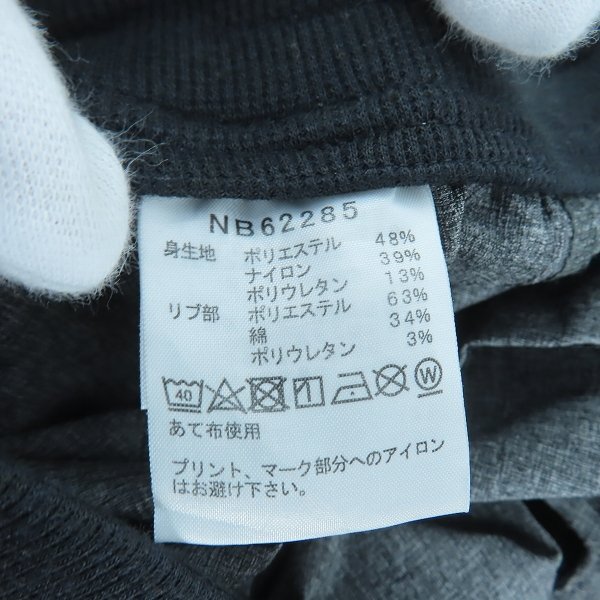 NB62285
身生地 ポリエステル 48%
ナイロン 39%
ポリウレタン 13%
リブ部 ポリエステル 63%
綿 34%
ポリウレタン 3%
40 W
あて布使用
プリント、マーク部分へのアイロン
はお避け下さい。